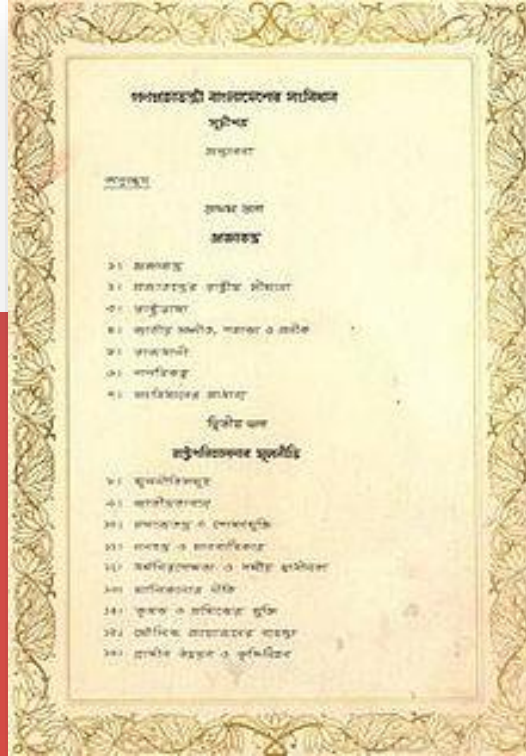 গণপ্রজাতন্ত্রী বাংলাদেশের সংবিধান
সূচীপত্র
প্রস্তাবনা
অনুচ্ছেদ
প্রথম ভাগ
প্রজাতন্ত্র
১। প্রজাতন্ত্র
২। প্রজাতন্ত্রের রাষ্ট্রীয় সীমানা
৩। রাষ্ট্রভাষা
৪। জাতীয় সঙ্গীত, পতাকা ও প্রতীক
৫। রাজধানী
৬। নাগরিকত্ব
৭। সংবিধানের প্রাধান্য
দ্বিতীয় ভাগ
রাষ্ট্রপরিচালনার মূলনীতি
৮। মূলনীতিসমূহ
৯। জাতীয়তাবাদ
১০। সমাজতন্ত্র ও শোষণমুক্তি
১১। গণতন্ত্র ও মানবাধিকার
১২। ধর্মনিরপেক্ষতা ও ধর্মীয় স্বাধীনতা
১৩। মালিকানার নীতি
১৪। কৃষক ও শ্রমিকের মুক্তি
১৫। মৌলিক প্রয়োজনের ব্যবস্থা
১৬। গ্রামীণ উন্নয়ন ও কৃষিবিপ্লব